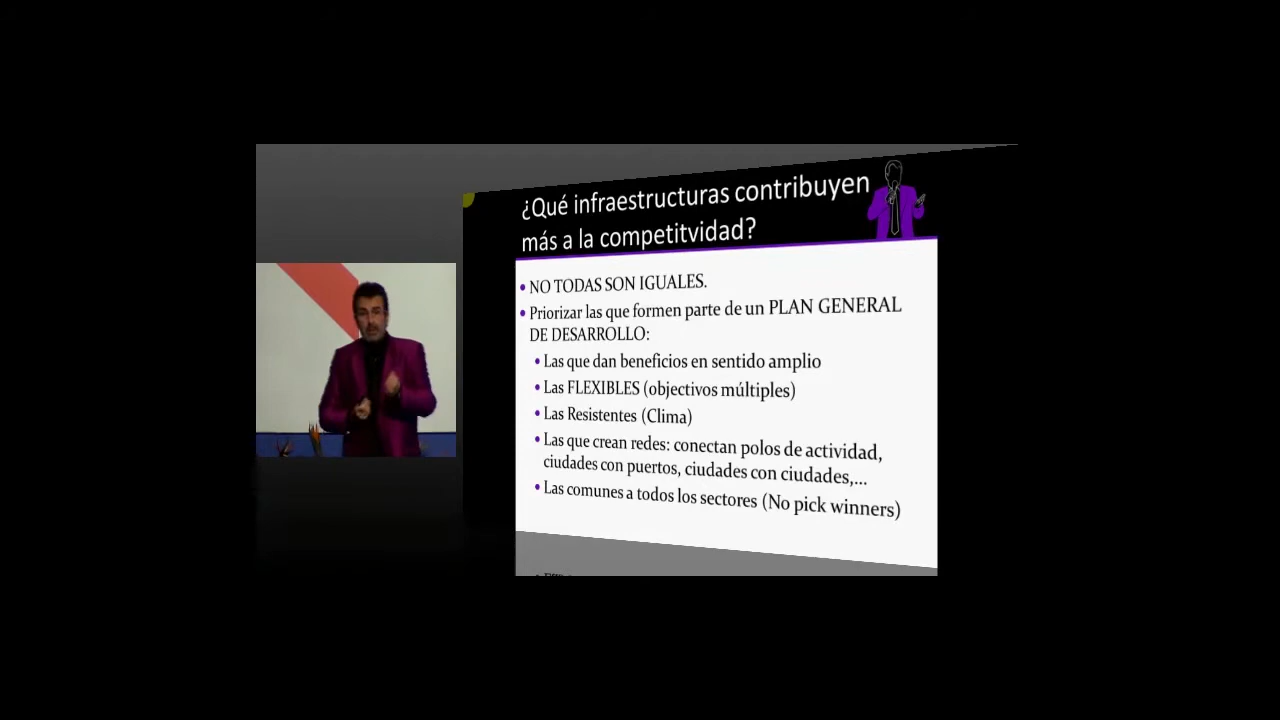 ¿Qué infraestructuras contribuyen
más a la competitvidad?
• NO TODAS SON IGUALES.
• Priorizar las que formen parte de un PLAN GENERAL
DE DESARROLLO:
• Las que dan beneficios en sentido amplio
• Las FLEXIBLES (objectivos múltiples)
• Las Resistentes (Clima)
• Las que crean redes: conectan polos de actividad,
ciudades con puertos, ciudades con ciudades,...
• Las comunes a todos los sectores (No pick winners)